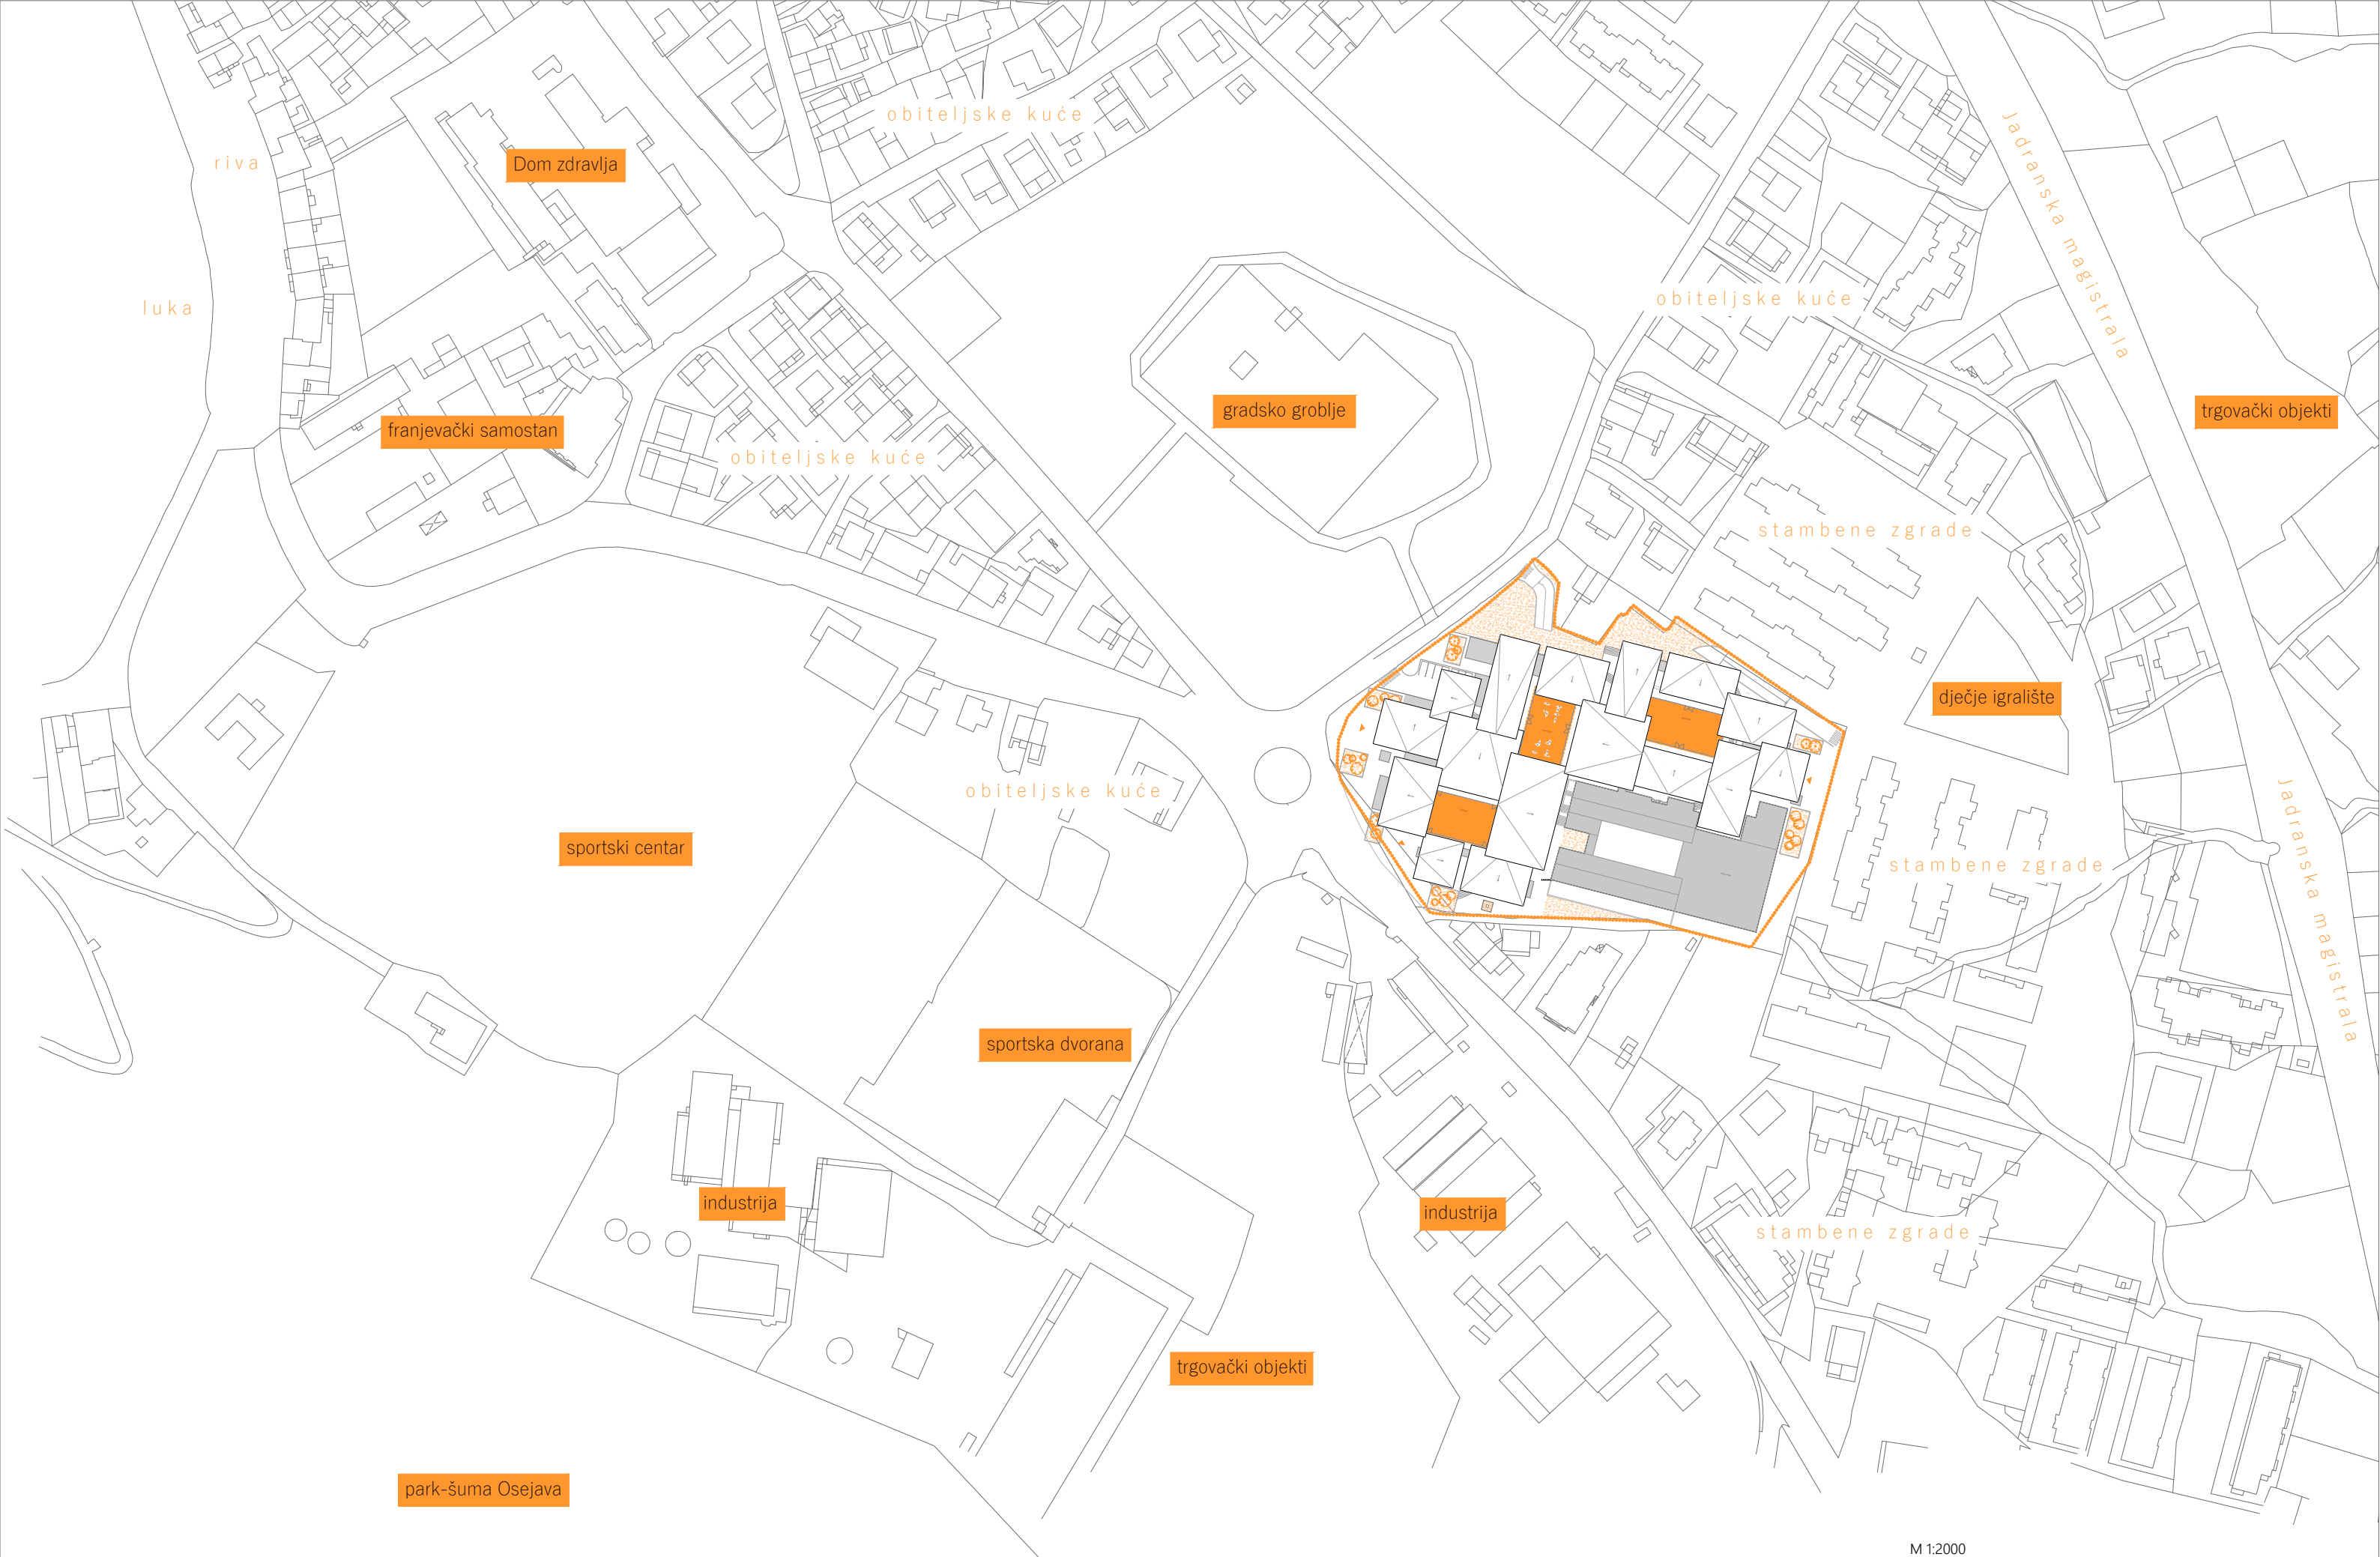 obiteljske kuće
Jadranska magistrala
riva
Dom zdravlja
luka
obiteljske kuće
gradsko groblje
trgovački objekti
franjevački samostan
obiteljske kuće
stambene zgrade
dječje igralište
obiteljske kuće
Jadranska magistrala
sportski centar
stambene zgrade
sportska dvorana
industrija
industrija
stambene zgrade
trgovački objekti
park-šuma Osejava
M 1:2000